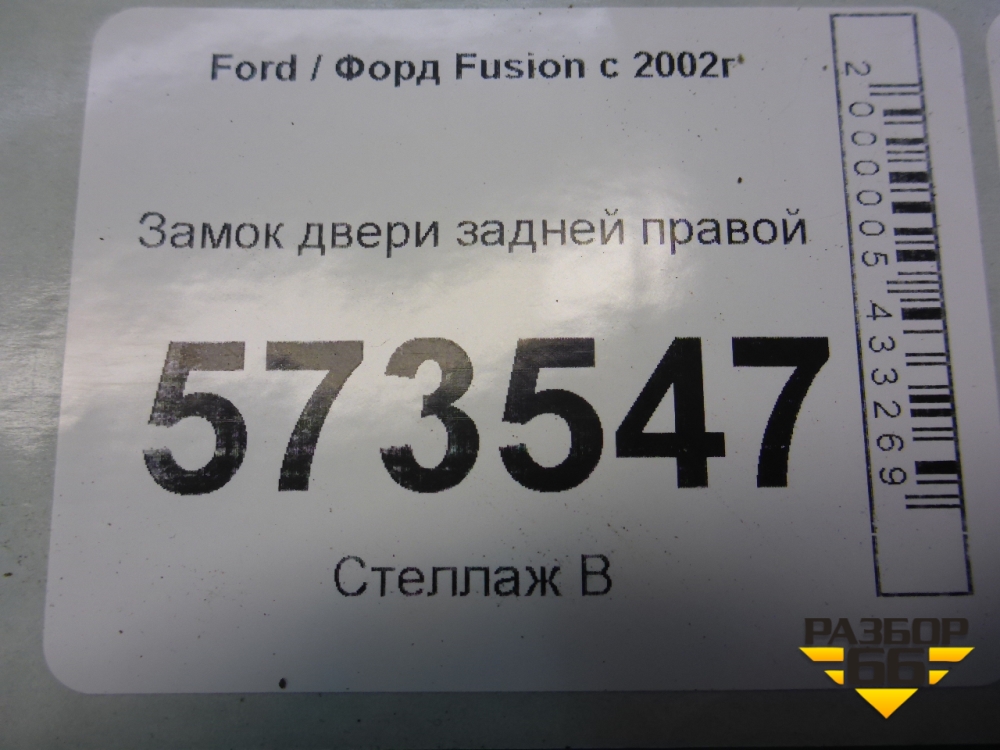 Ford / Форд Fusion с 2002г
Замок двери задней правой
573547
Стеллаж В
2000005433269
РАЗБОР
66